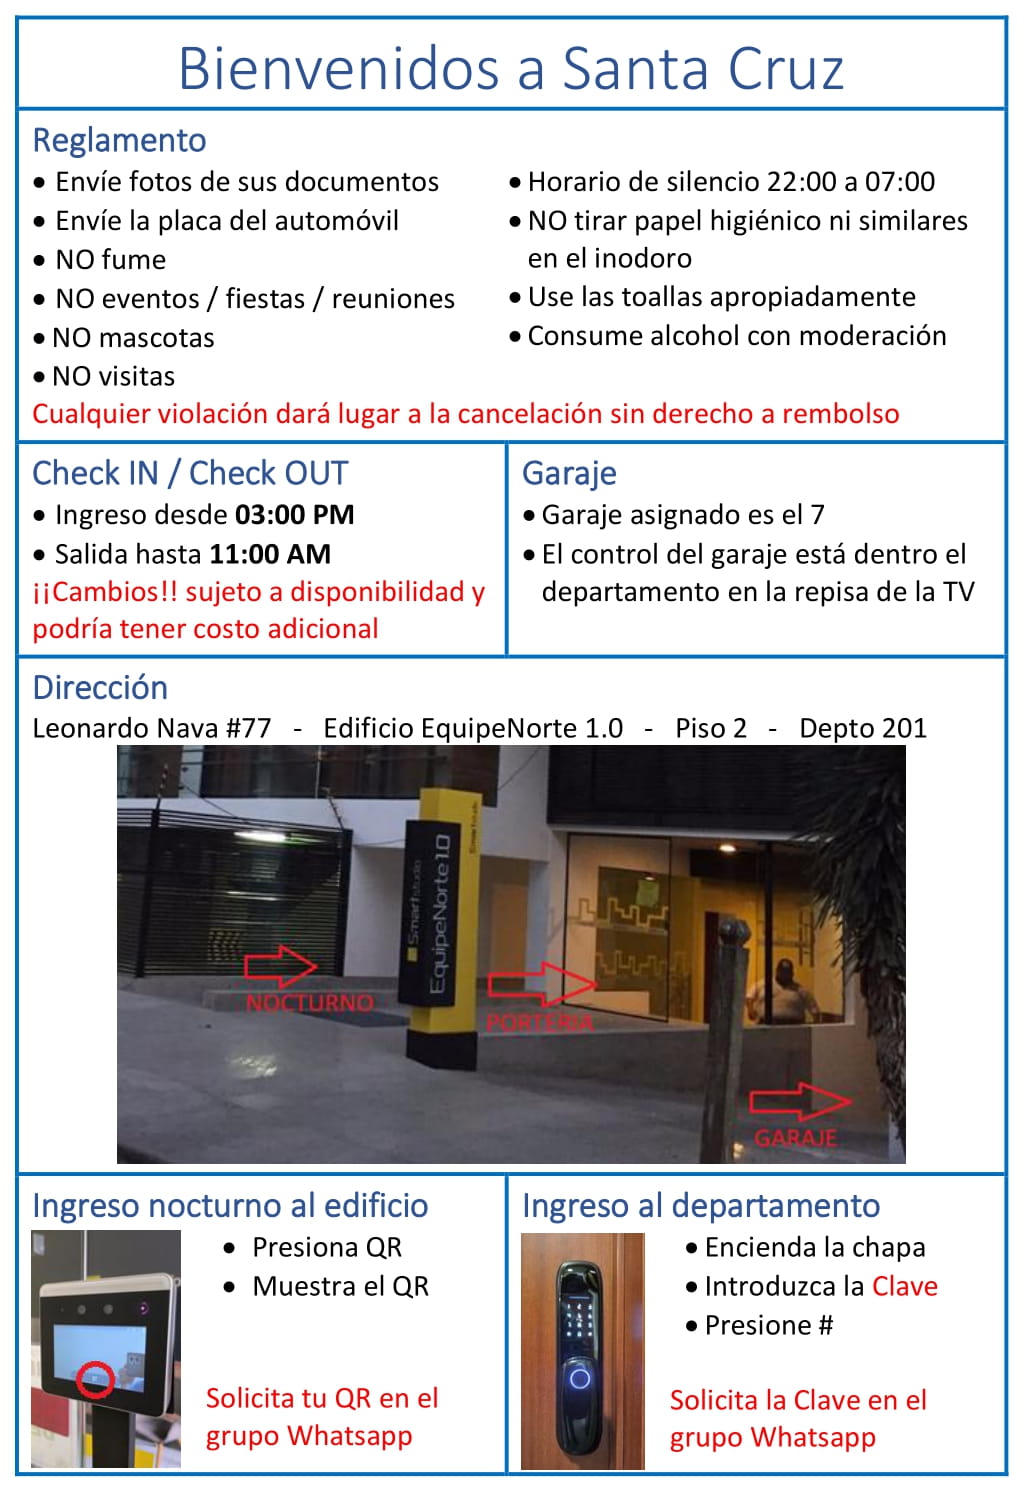 Bienvenidos a Santa Cruz
Reglamento
• Envíe fotos de sus documentos
• Envíe la placa del automóvil
• NO fume
• NO eventos / fiestas / reuniones
• NO mascotas
• NO visitas
• Horario de silencio 22:00 a 07:00
• NO tirar papel higiénico ni similares
en el inodoro
• Use las toallas apropiadamente
• Consume alcohol con moderación
Cualquier violación dará lugar a la cancelación sin derecho a rembolso
Check IN / Check OUT
• Ingreso desde 03:00 PM
• Salida hasta 11:00 AM
¡¡Cambios!! sujeto a disponibilidad y
podría tener costo adicional
Garaje
• Garaje asignado es el 7
• El control del garaje está dentro el
departamento en la repisa de la TV
Dirección
Leonardo Nava #77 - Edificio EquipeNorte 1.0 - Piso 2 - Depto 201
Smartstudio
EquipeNorte1.0
Smartstudio
NOCTURNO
PORTERIA
GARAJE
Ingreso nocturno al edificio
• Presiona QR
• Muestra el QR
Solicita tu QR en el
grupo Whatsapp
Ingreso al departamento
• Encienda la chapa
• Introduzca la Clave
• Presione #
Solicita la Clave en el
grupo Whatsapp